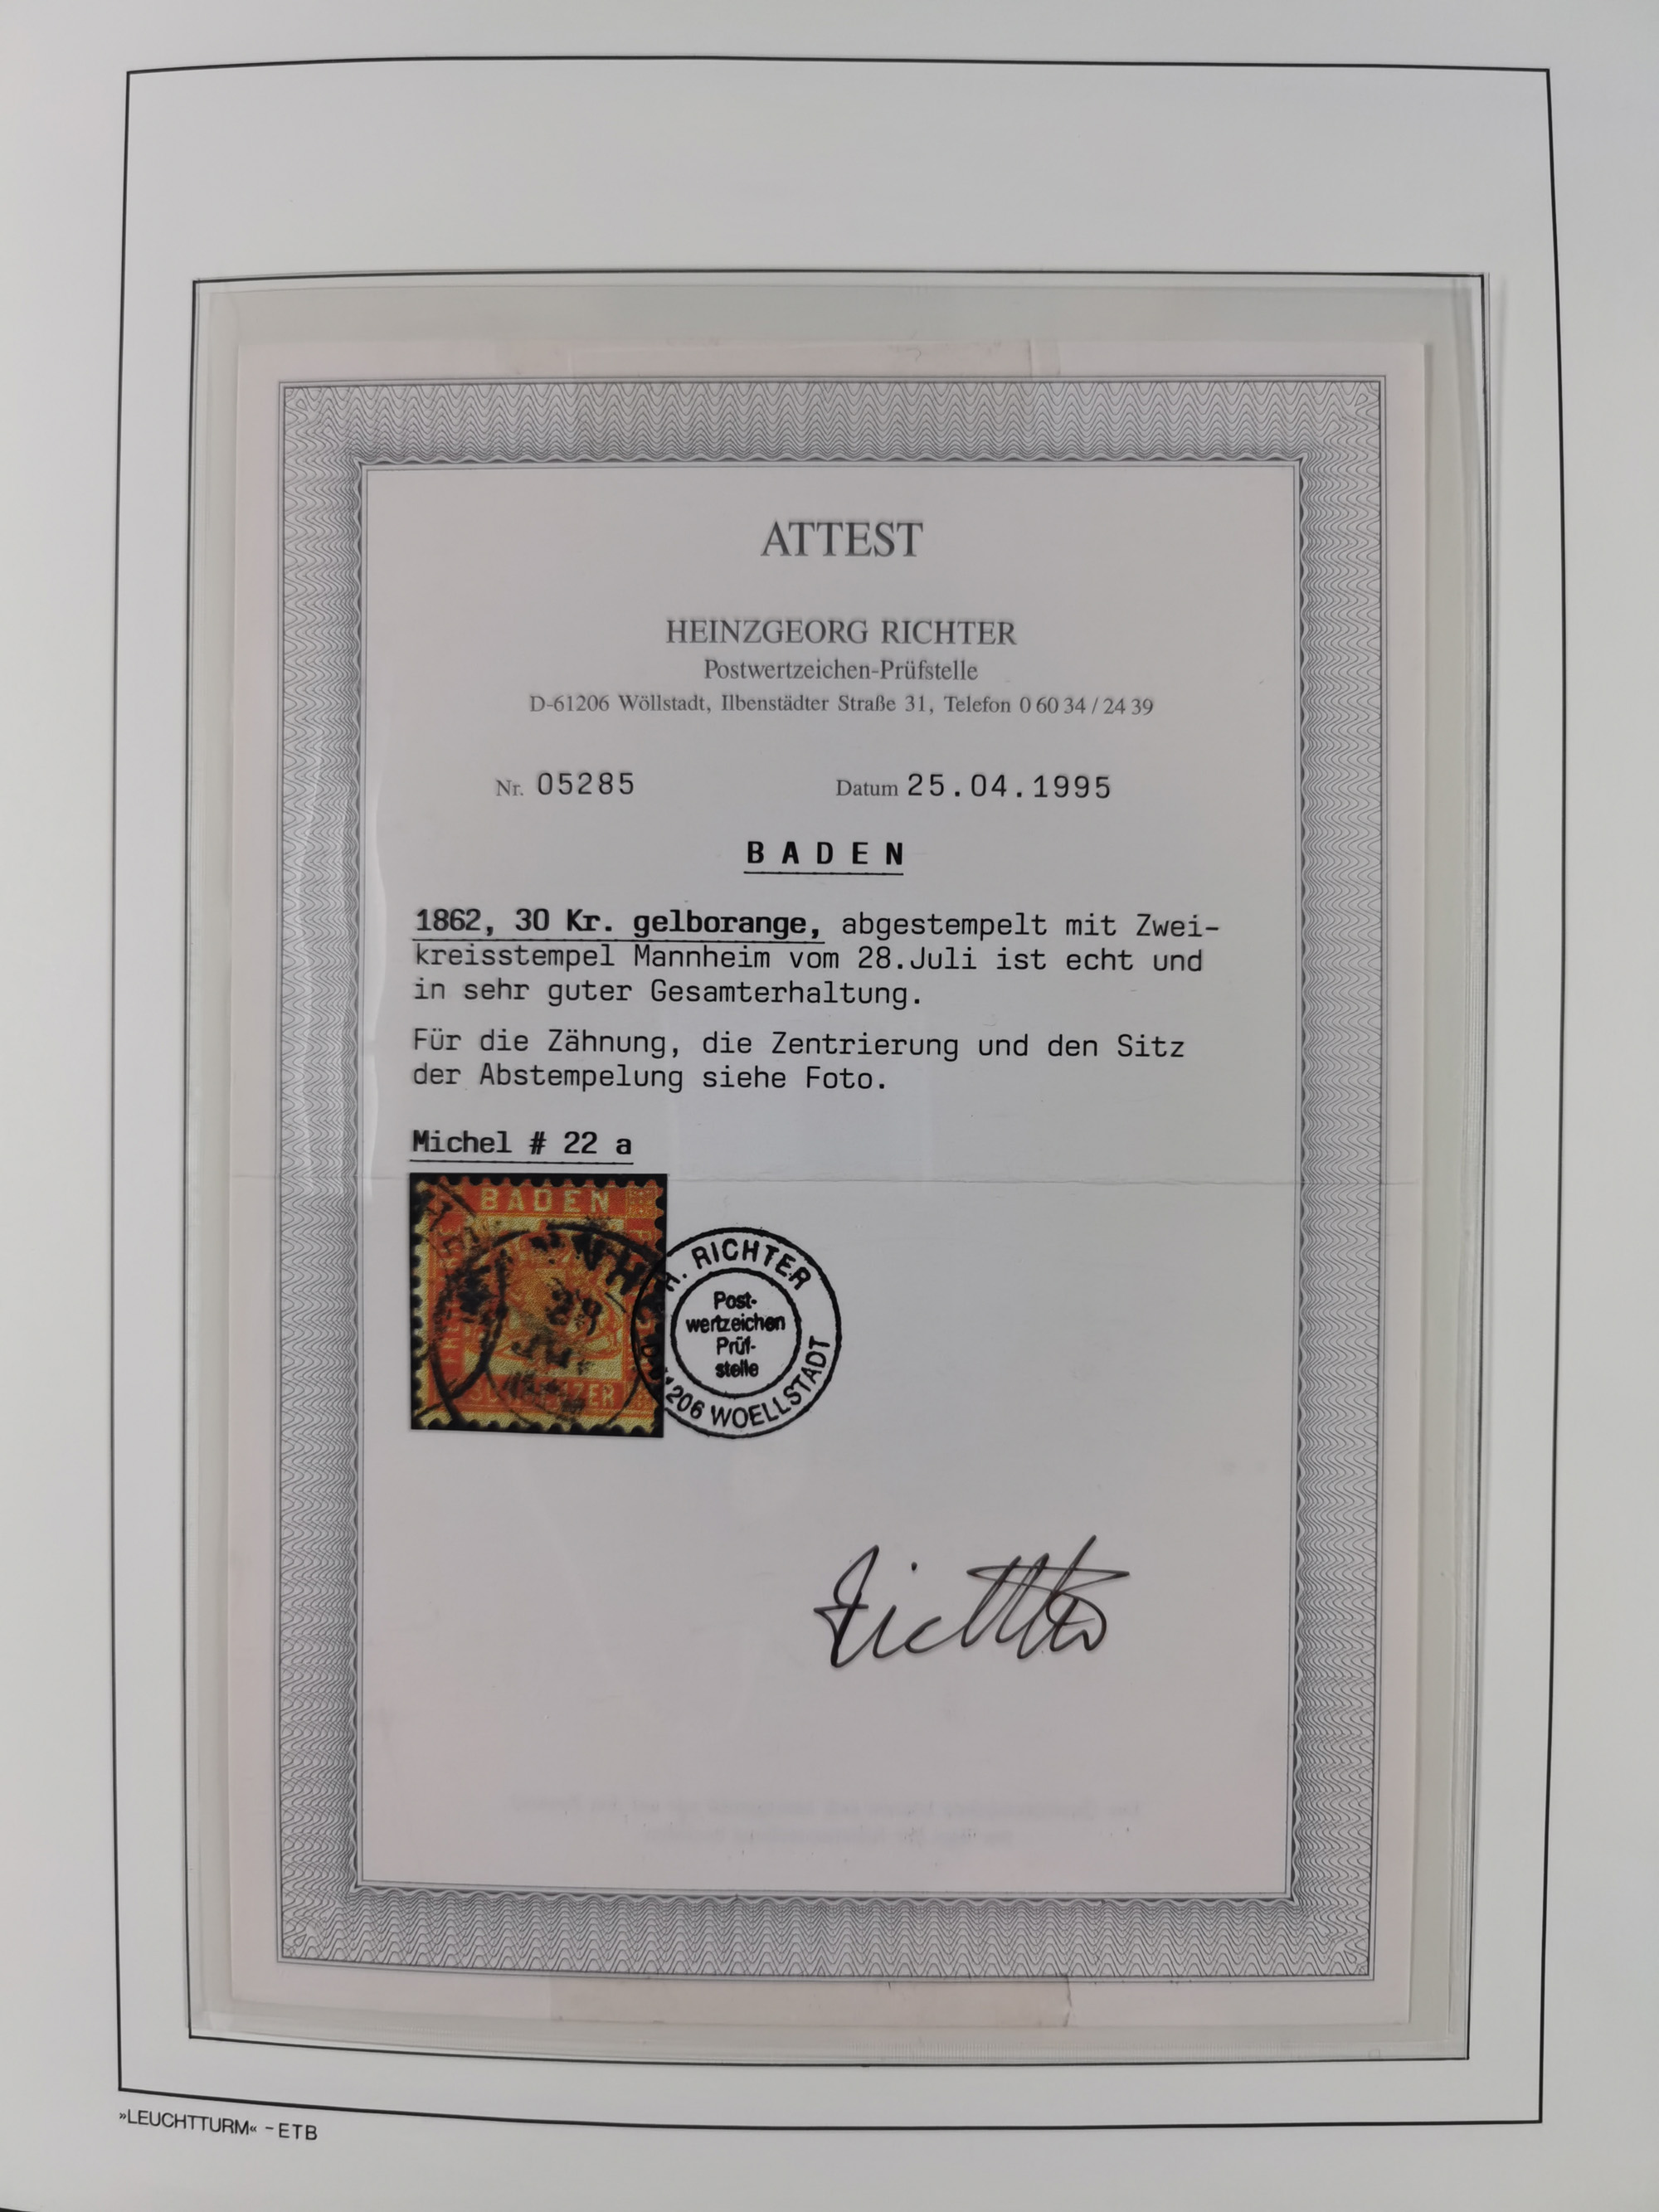 ATTEST
HEINZGEORG RICHTER
Postwertzeichen-Prüfstelle
D-61206 Wöllstadt, Ilbenstädter Straße 31, Telefon 0 60 34 / 24 39
Nr. 05285 Datum 25.04.1995
BADEN
1862, 30 Kr. gelborange, abgestempelt mit Zwei-
kreisstempel Mannheim vom 28.Juli ist echt und
in sehr guter Gesamterhaltung.
Für die Zähnung, die Zentrierung und den Sitz
der Abstempelung siehe Foto.
Michel # 22 a
BADEN
28
H. RICHTER
Post-
wertzeichen
Prüf-
stelle
1206 WOELLSTADT
Richter
»LEUCHTTURM« - ETB